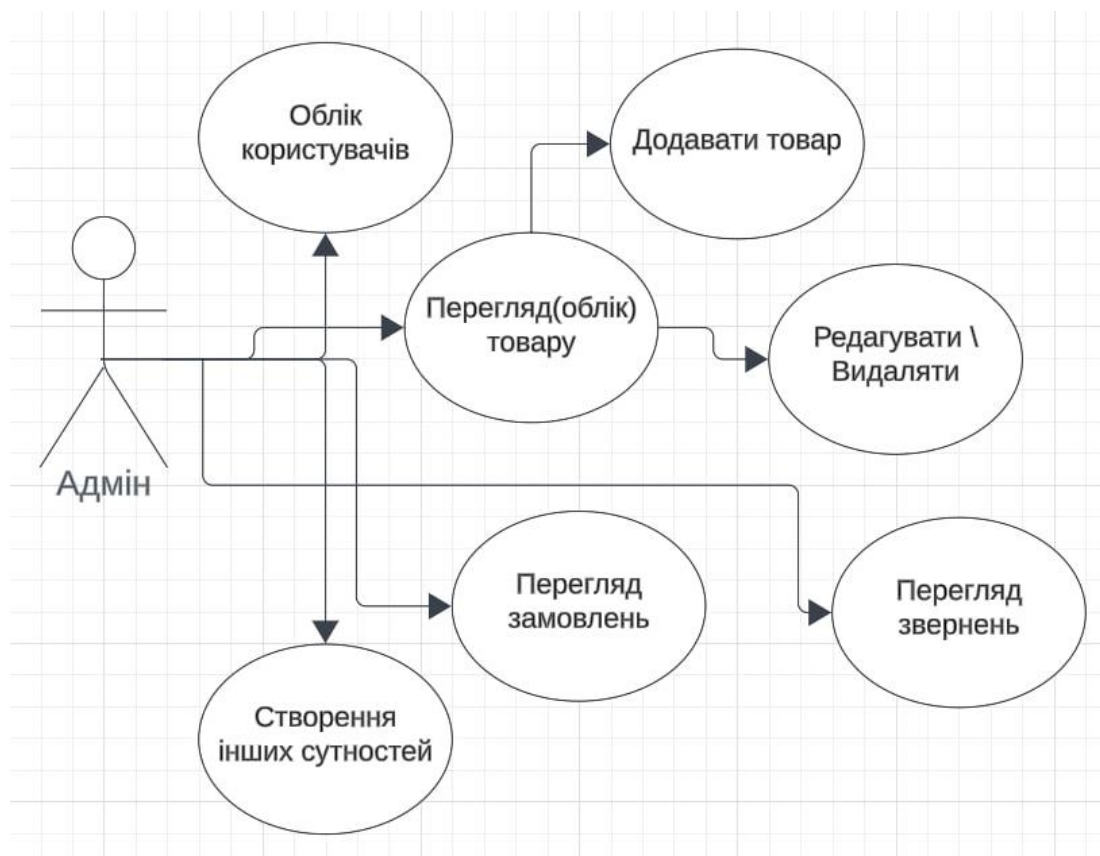 Облік
користувачів
Додавати товар
Перегляд(облік)
товару
Редагувати \
Видаляти
Адмін
Перегляд
замовлень
Перегляд
звернень
Створення
інших сутностей